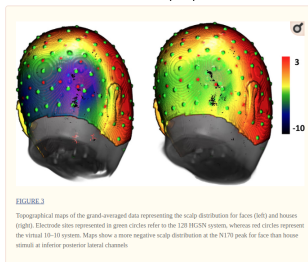 3
-10
FIGURE 3
Topographical maps of the grand-averaged data representing the scalp distribution for faces (left) and houses
(right). Electrode sites represented in green circles refer to the 128 HGSN system, whereas red circles represent
the virtual 10–10 system. Maps show a more negative scalp distribution at the N170 peak for face than house
stimuli at inferior posterior lateral channels